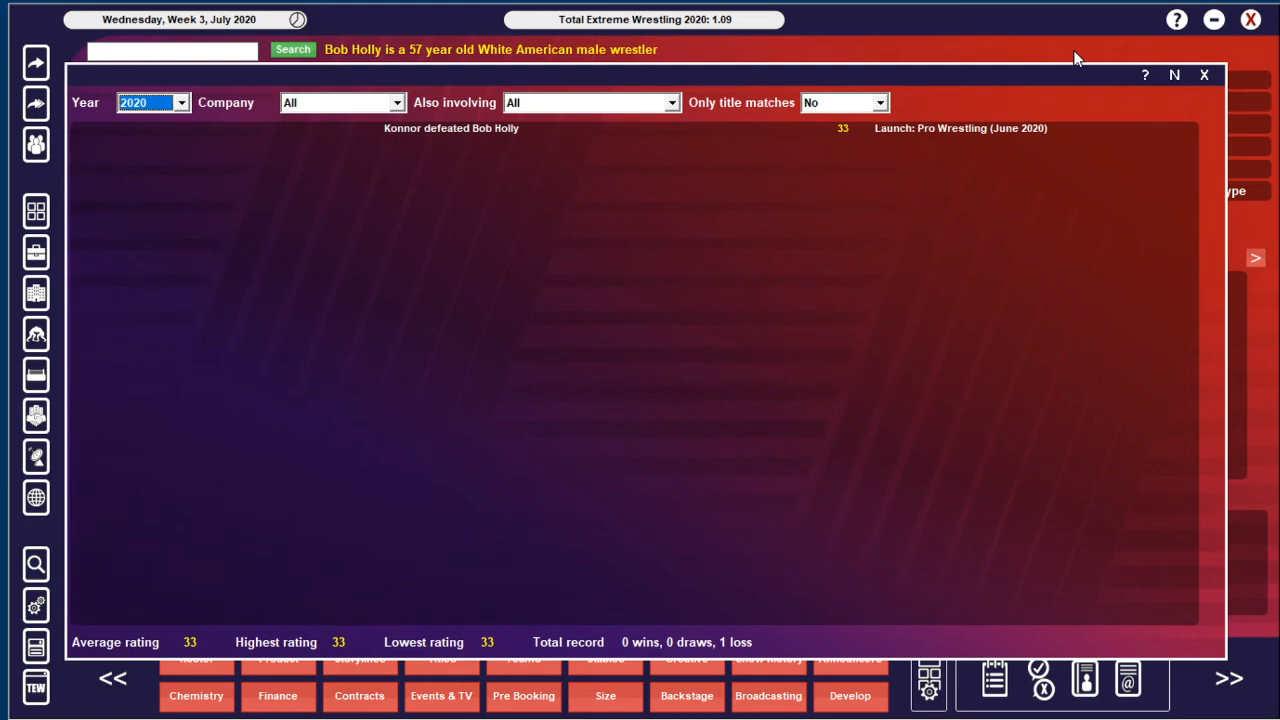 Wednesday, Week 3, July 2020
Total Extreme Wrestling 2020: 1.09
? – X
Search
Bob Holly is a 57 year old White American male wrestler
? N X
Year 2020 Company All Also involving All Only title matches No
Konnor defeated Bob Holly 33 Launch: Pro Wrestling (June 2020)
ype
>
Average rating 33 Highest rating 33 Lowest rating 33 Total record 0 wins, 0 draws, 1 loss
<< >>
Chemistry Finance Contracts Events & TV Pre Booking Size Backstage Broadcasting Develop
TEW